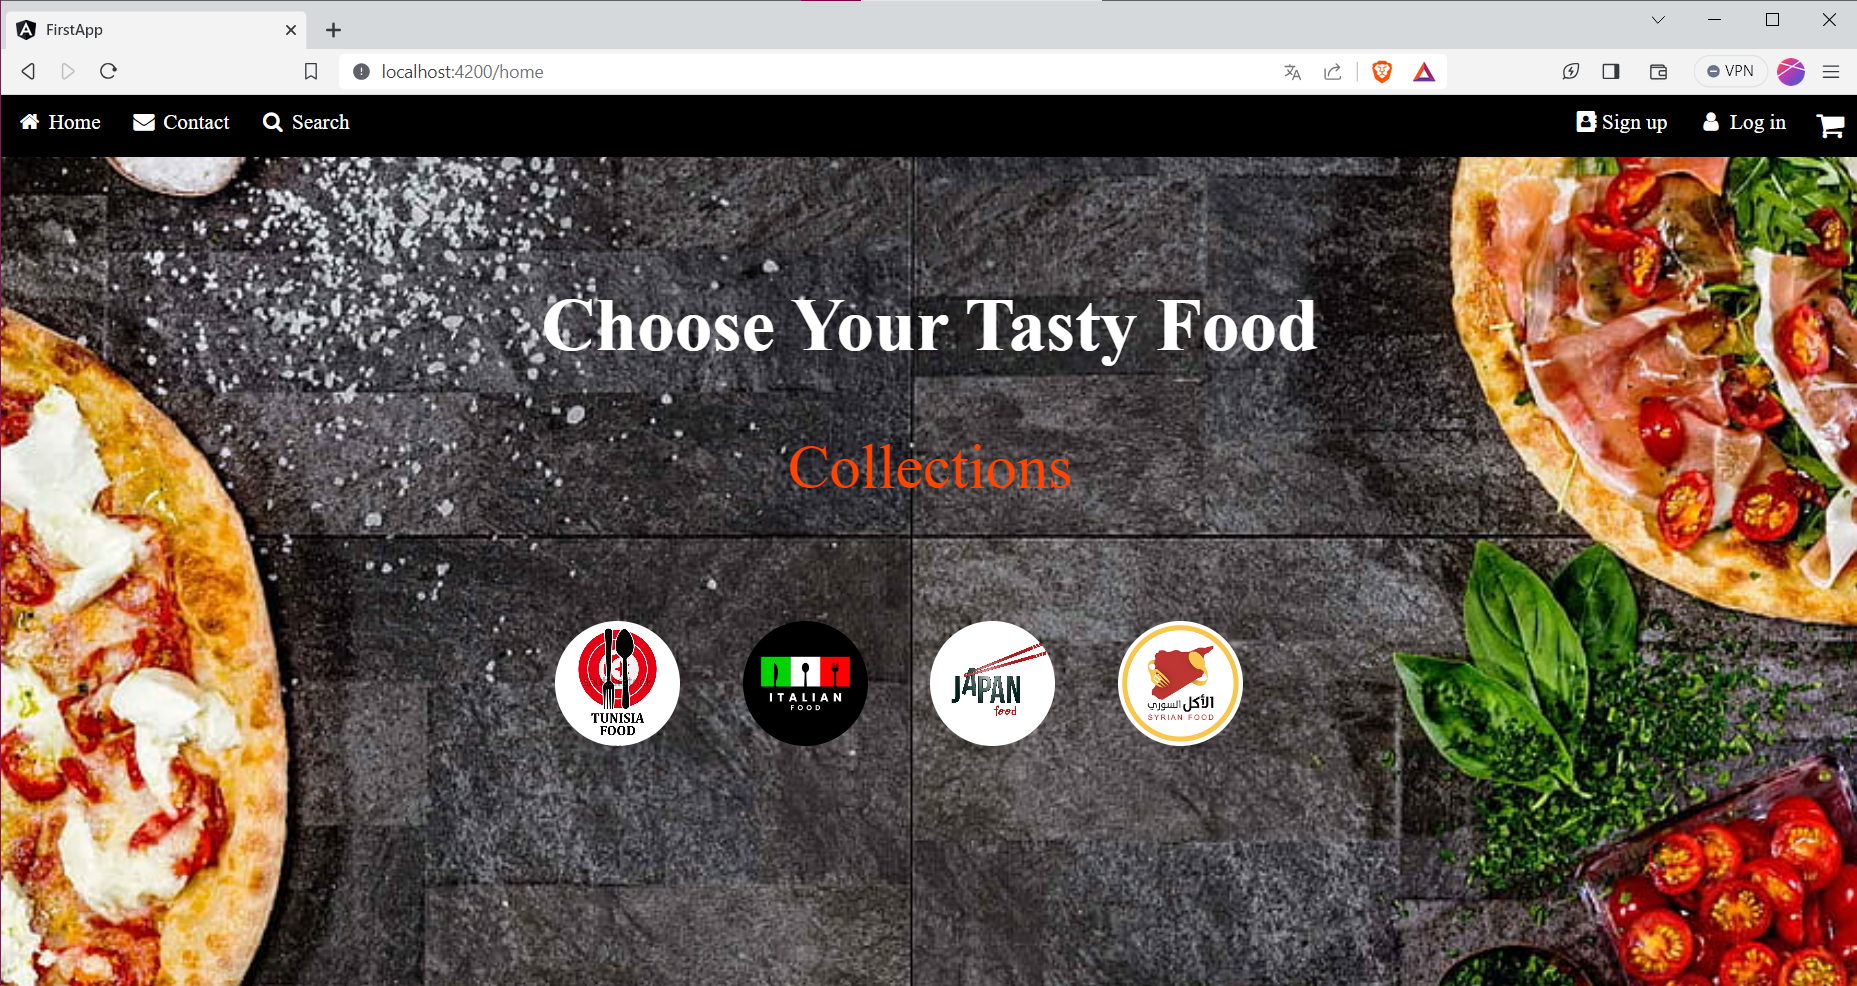 FirstApp
localhost:4200/home
VPN
Home
Contact
Search
Sign up
Log in
Choose Your Tasty Food
Collections
TUNISIA
FOOD
ITALIAN
FOOD
JAPAN
food
الأكل السوري
SYRIAN FOOD